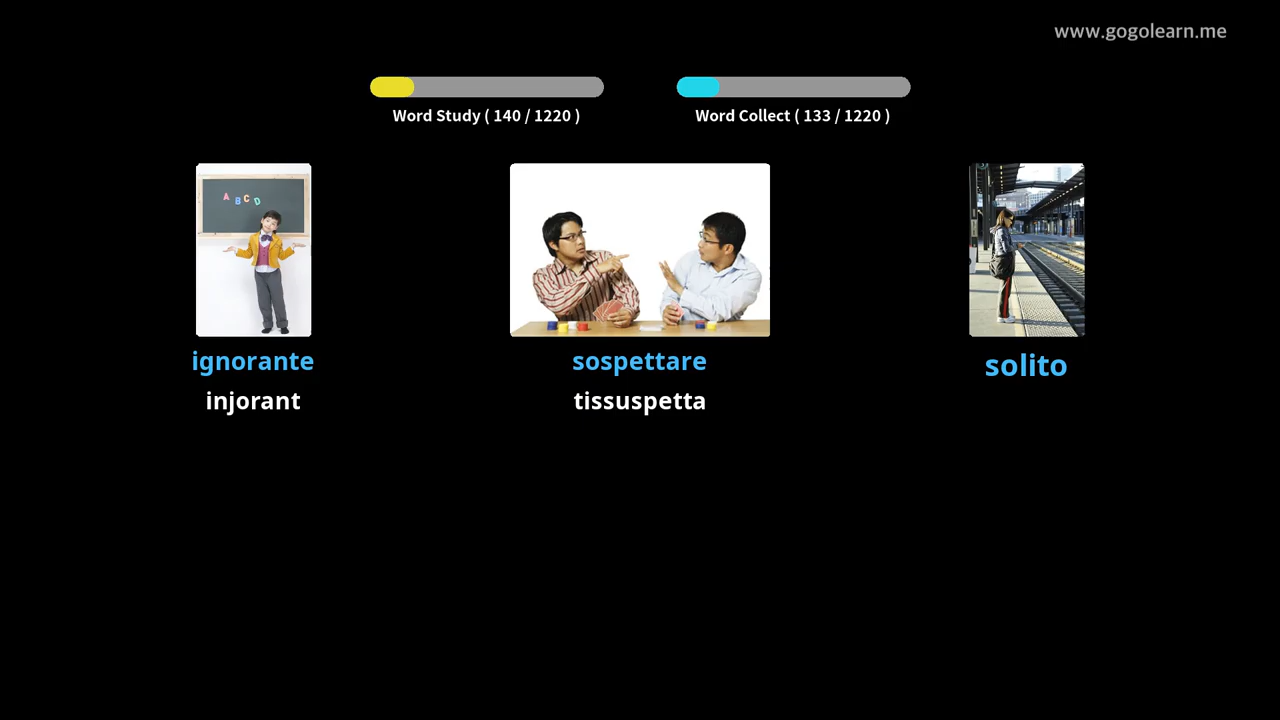 www.gogolearn.me
Word Study ( 140 / 1220 )
Word Collect ( 133 / 1220 )
A B C D
ignorante
sospettare
solito
injorant
tissuspetta